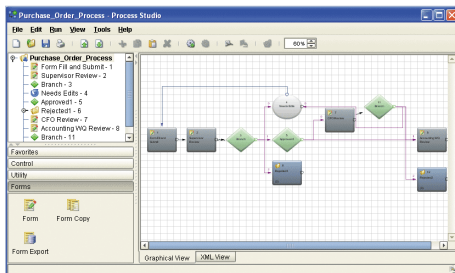 Purchase_Order_Process - Process Studio
File Edit Run View Tools Help
60%
Purchase_Order_Process
Form Fill and Submit - 1
Supervisor Review - 2
Branch - 3
Needs Edits - 4
Approved1 - 5
Rejected1 - 6
CFO Review - 7
Accounting WQ Review - 8
Branch - 11
Favorites
Control
Utility
Forms
Form
Form Copy
Form Export
Graphical View
XML View